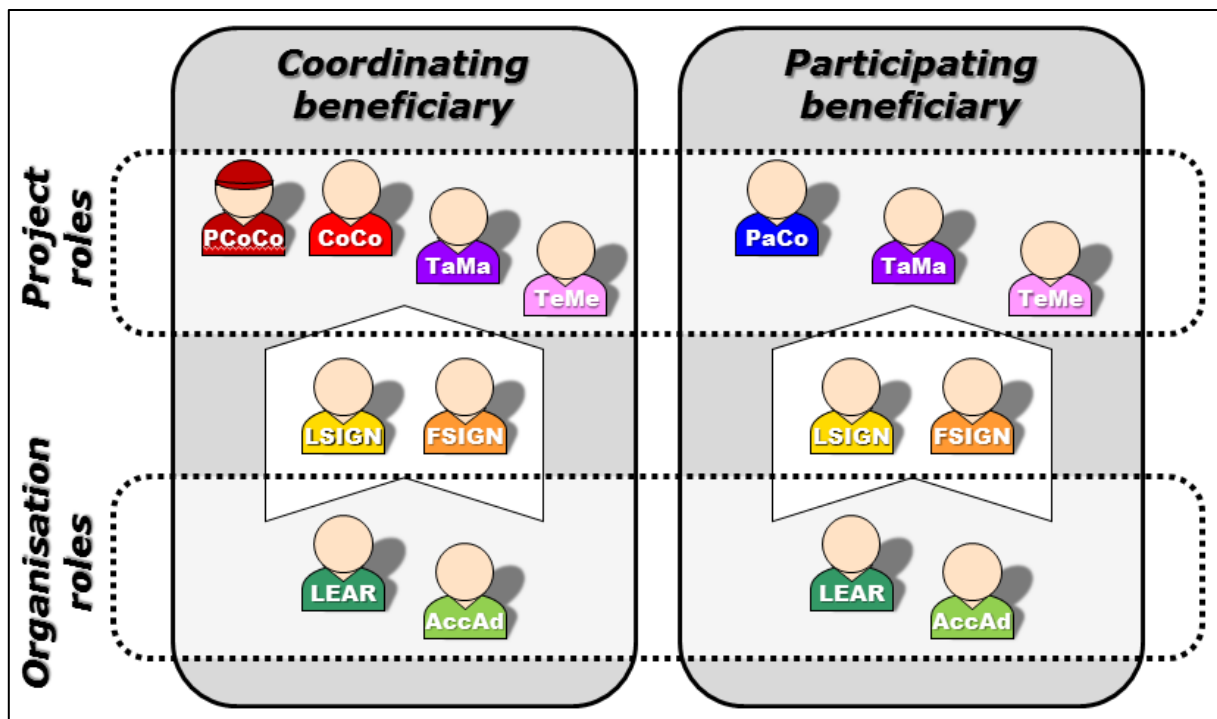 Coordinating
beneficiary
Participating
beneficiary
Project
roles
PCoCo
CoCo
TaMa
TeMe
PaCo
TaMa
TeMe
LSIGN
FSIGN
LSIGN
FSIGN
Organisation
roles
LEAR
AccAd
LEAR
AccAd